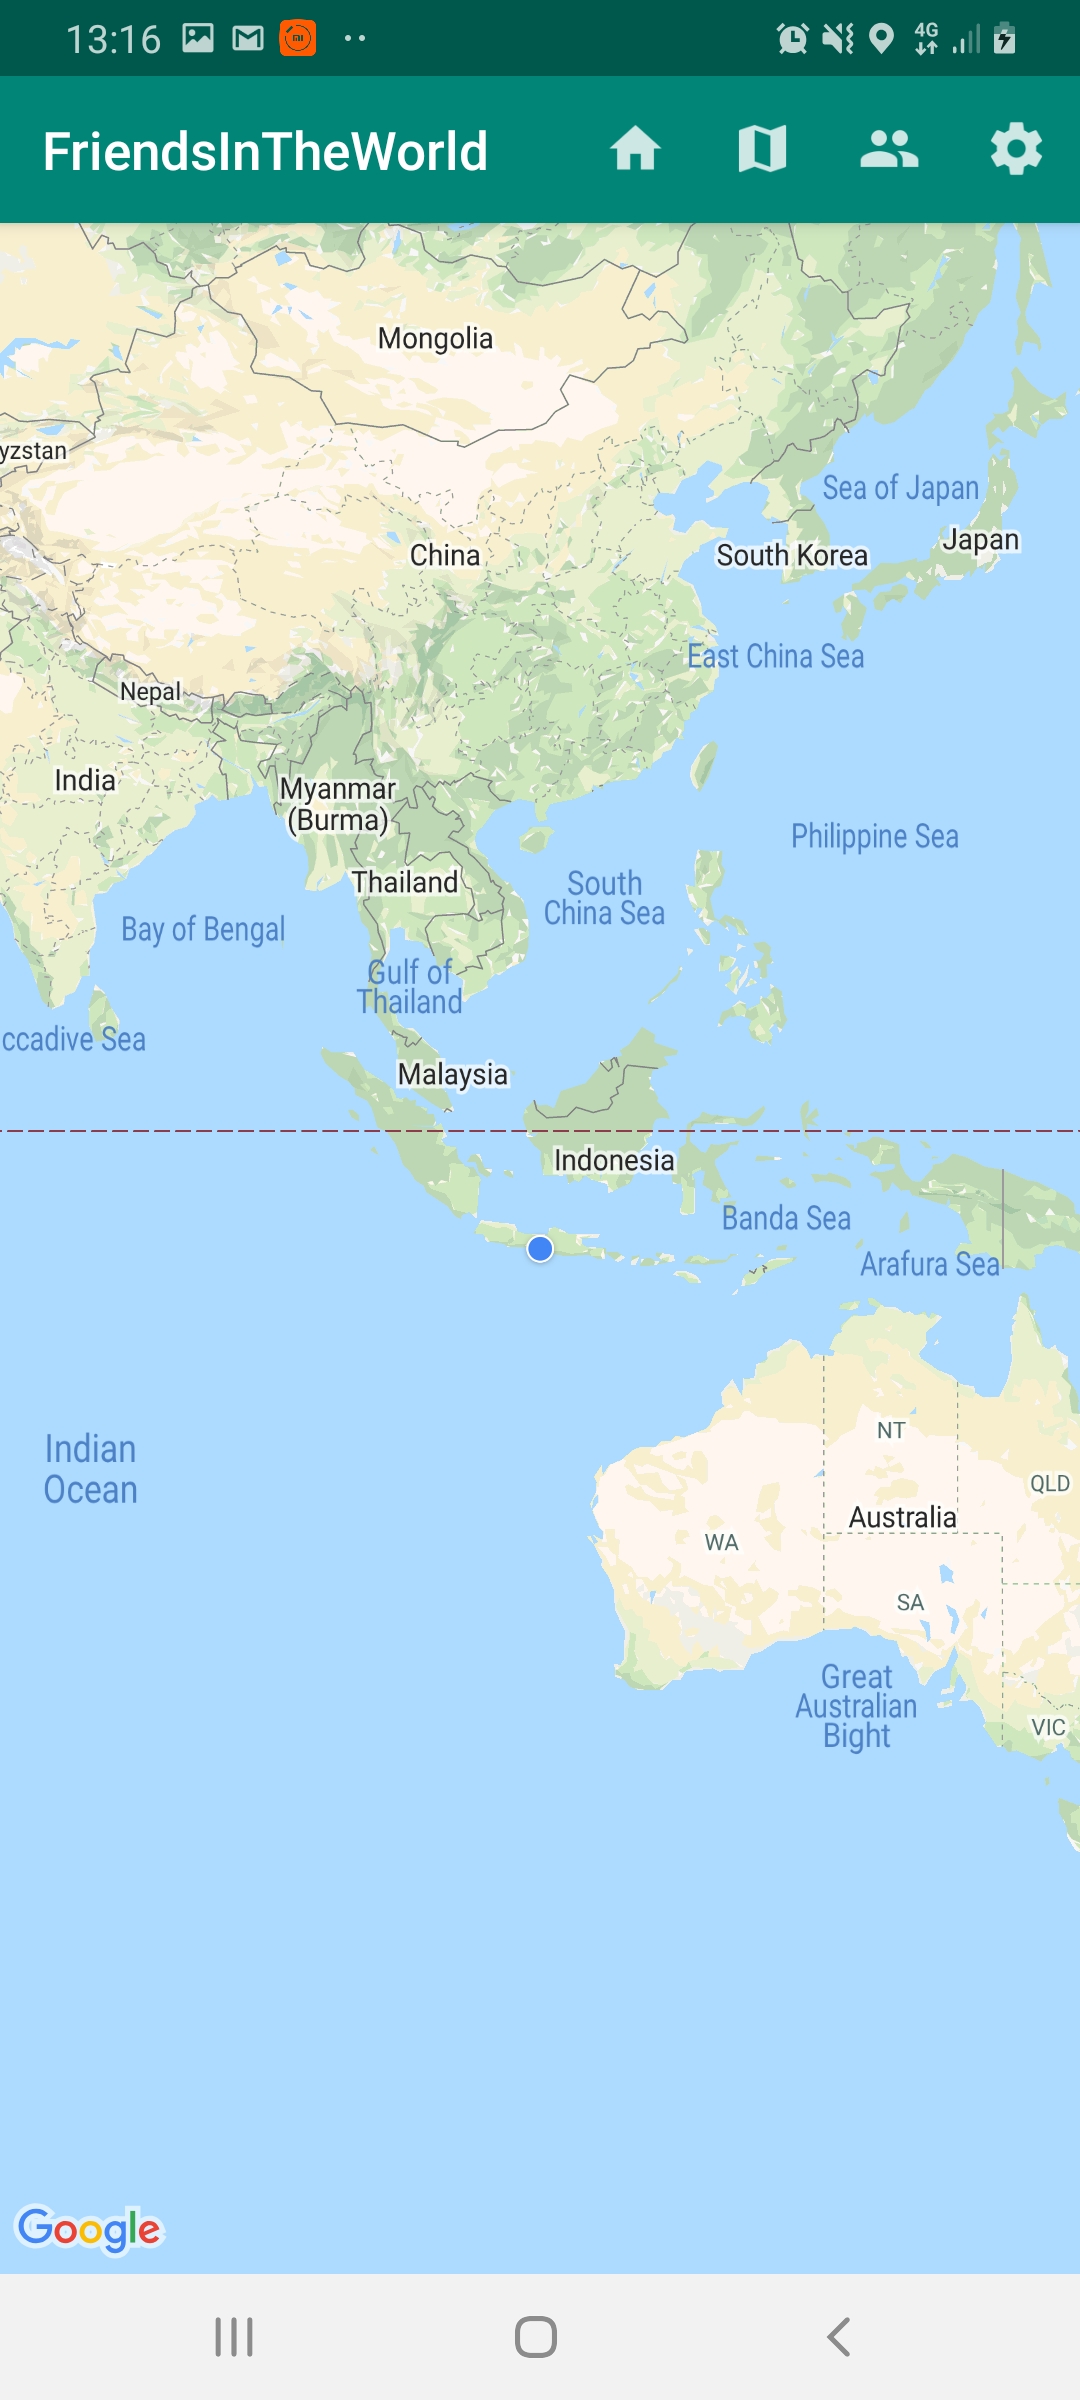 13:16
4G
FriendsInTheWorld
Mongolia
yzstan
Sea of Japan
Japan
China
South Korea
East China Sea
Nepal
India
Myanmar
(Burma)
Philippine Sea
Thailand
South
China Sea
Bay of Bengal
Gulf of
Thailand
ccadive Sea
Malaysia
Indonesia
Banda Sea
Arafura Sea
NT
Indian
Ocean
QLD
Australia
WA
SA
Great
Australian
Bight
VIC
Google